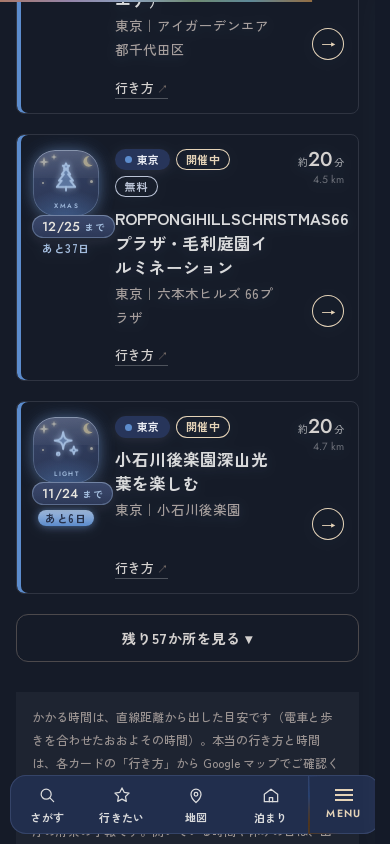 東京｜アイガーデンエア
都千代田区
→
行き方 ↗
XMAS
12/25 まで
あと37日
東京
開催中
無料
約20分
4.5 km
ROPPONGIHILLSCHRISTMAS66
プラザ・毛利庭園イ
ルミネーション
東京｜六本木ヒルズ 66プ
ラザ
→
行き方 ↗
LIGHT
11/24 まで
あと6日
東京
開催中
約20分
4.7 km
小石川後楽園深山光
葉を楽しむ
東京｜小石川後楽園
→
行き方 ↗
残り57か所を見る ▾
かかる時間は、直線距離から出した目安です（電車と歩
きを合わせたおおよその時間）。本当の行き方と時間
は、各カードの「行き方」から Google マップでご確認く
さがす
行きたい
地図
泊まり
MENU